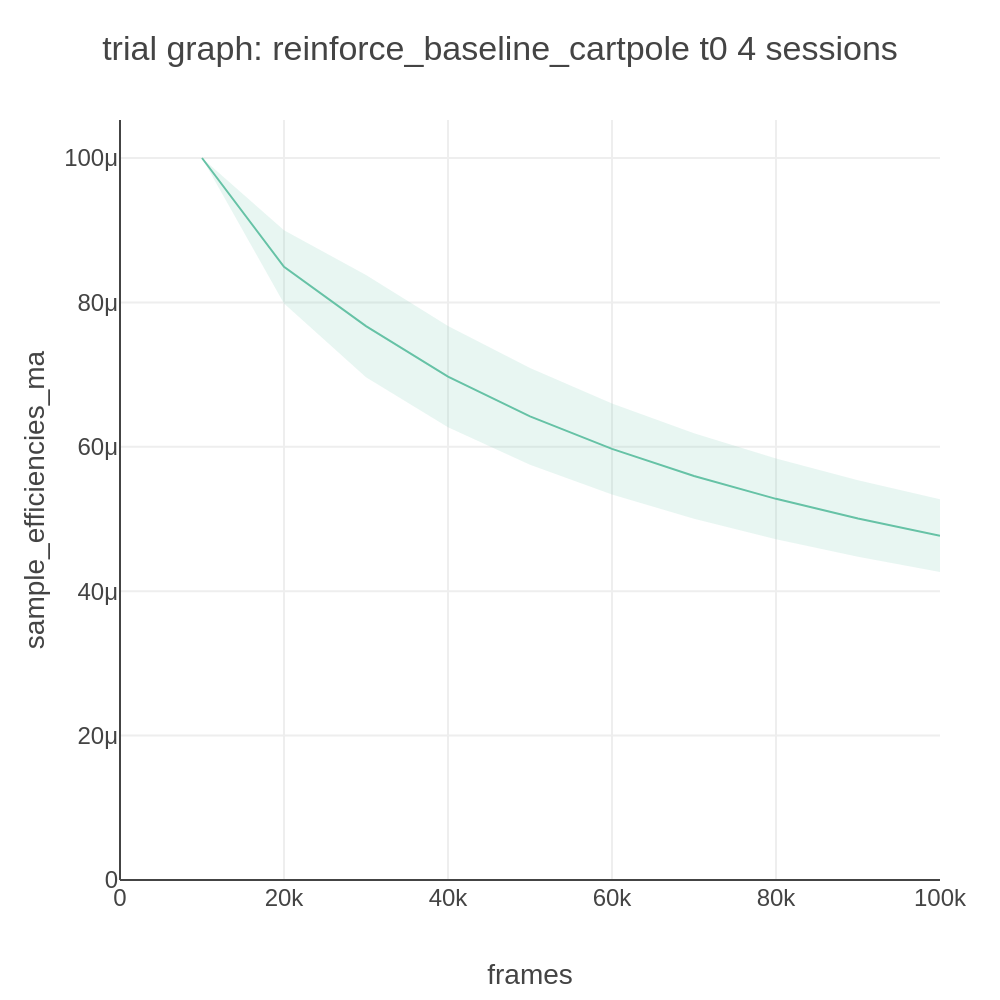 trial graph: reinforce_baseline_cartpole t0 4 sessions
100μ
80μ
60μ
40μ
20μ
0
sample_efficiencies_ma
0 20k 40k 60k 80k 100k
frames